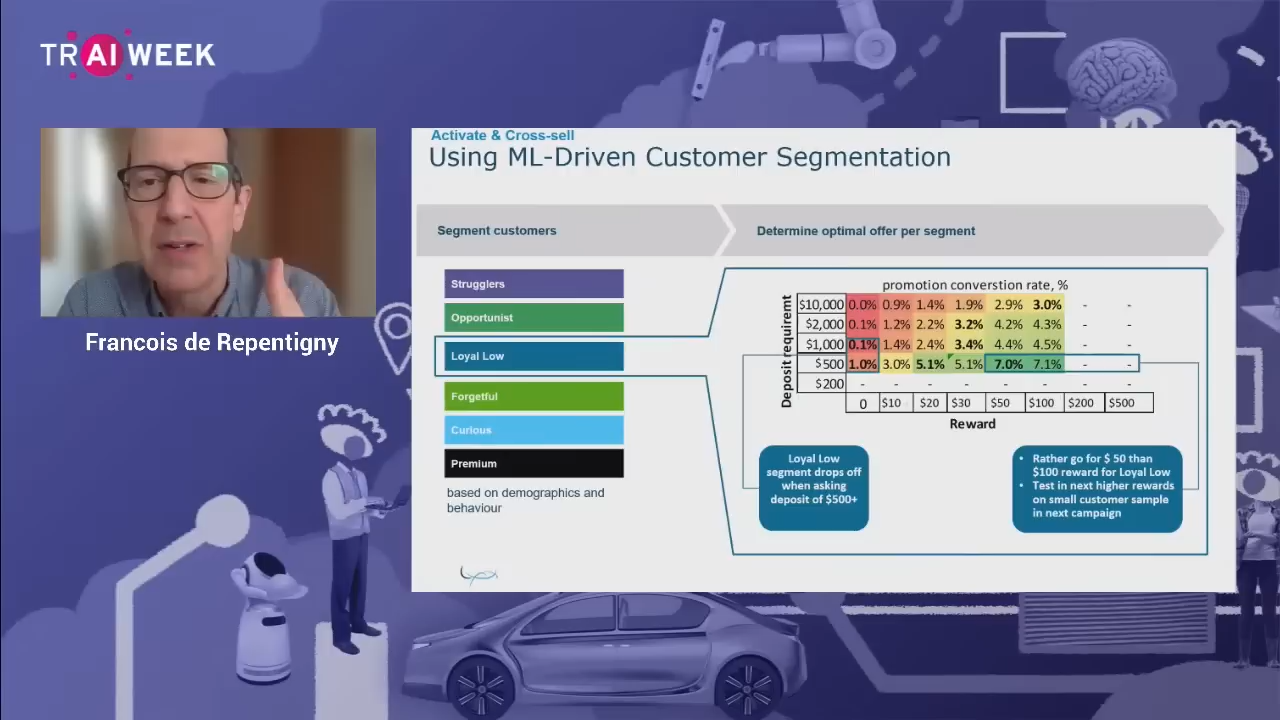 TRAIWEEK
Francois de Repentigny
Activate & Cross-sell
Using ML-Driven Customer Segmentation
Segment customers
Determine optimal offer per segment
Strugglers
Opportunist
Loyal Low
Forgetful
Curious
Premium
based on demographics and
behaviour
promotion converstion rate, %
Deposit requiremt
$10,000 0.0% 0.9% 1.4% 1.9% 2.9% 3.0% - -
$2,000 0.1% 1.2% 2.2% 3.2% 4.2% 4.3% - -
$1,000 0.1% 1.4% 2.4% 3.4% 4.4% 4.5% - -
$500 1.0% 3.0% 5.1% 5.1% 7.0% 7.1% - -
$200 - - - - - - - -
0 $10 $20 $30 $50 $100 $200 $500
Reward
Loyal Low
segment drops off
when asking
deposit of $500+
• Rather go for $ 50 than
$100 reward for Loyal Low
• Test in next higher rewards
on small customer sample
in next campaign